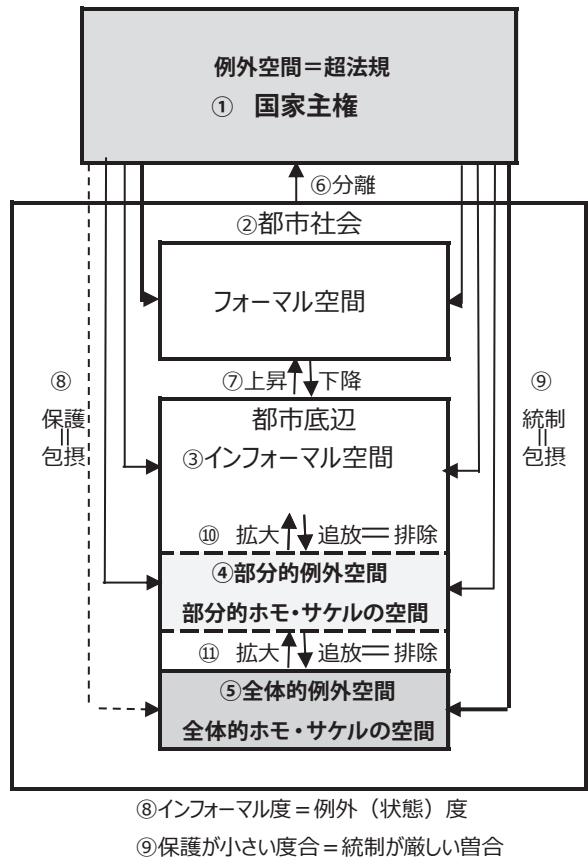 例外空間＝超法規
① 国家主権
⑥分離
②都市社会
フォーマル空間
⑦上昇 下降
⑧
保護
॥
包摂
⑨
統制
॥
包摂
都市底辺
③インフォーマル空間
⑩ 拡大 追放＝排除
④部分的例外空間
部分的ホモ・サケルの空間
⑪ 拡大 追放＝排除
⑤全体的例外空間
全体的ホモ・サケルの空間
⑧インフォーマル度＝例外（状態）度
⑨保護が小さい度合＝統制が厳しい曽合